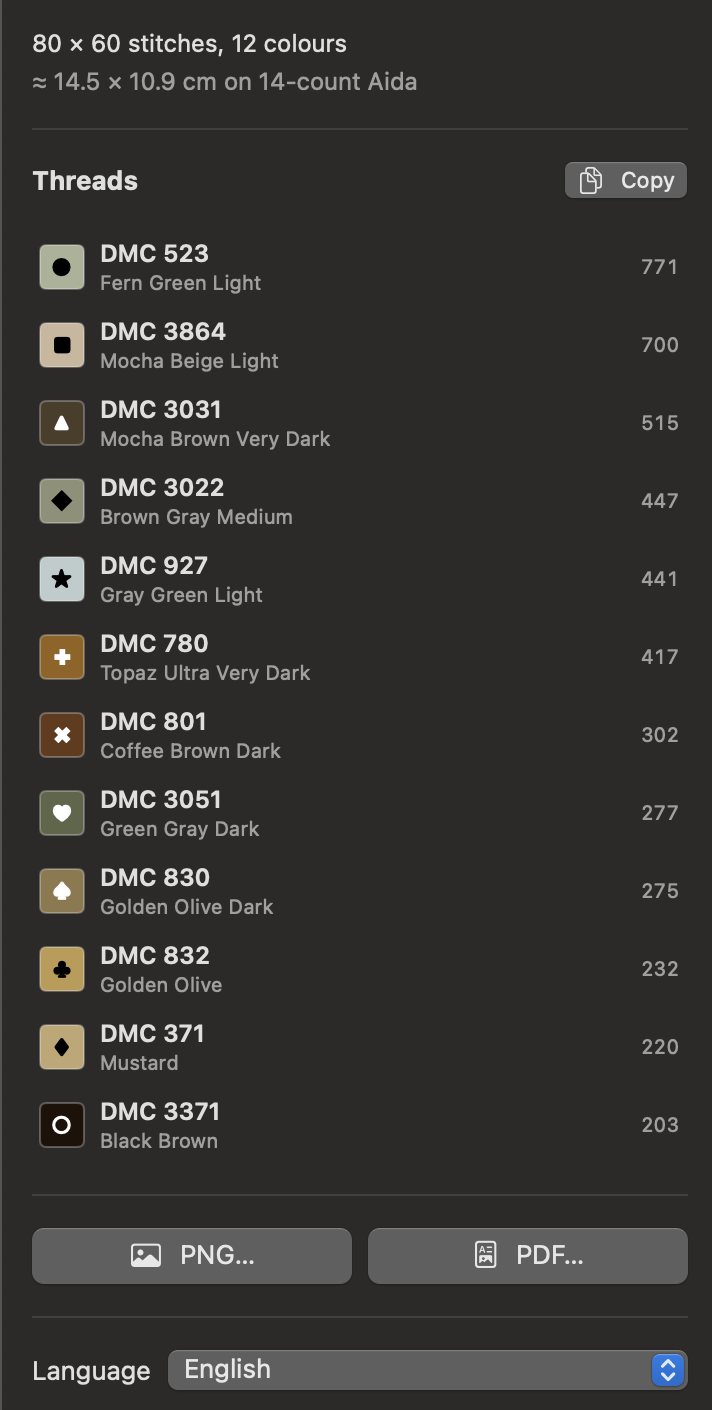 80 × 60 stitches, 12 colours
≈ 14.5 × 10.9 cm on 14-count Aida
Threads
Copy
DMC 523
Fern Green Light
771
DMC 3864
Mocha Beige Light
700
DMC 3031
Mocha Brown Very Dark
515
DMC 3022
Brown Gray Medium
447
DMC 927
Gray Green Light
441
DMC 780
Topaz Ultra Very Dark
417
DMC 801
Coffee Brown Dark
302
DMC 3051
Green Gray Dark
277
DMC 830
Golden Olive Dark
275
DMC 832
Golden Olive
232
DMC 371
Mustard
220
DMC 3371
Black Brown
203
PNG...
PDF...
Language
English